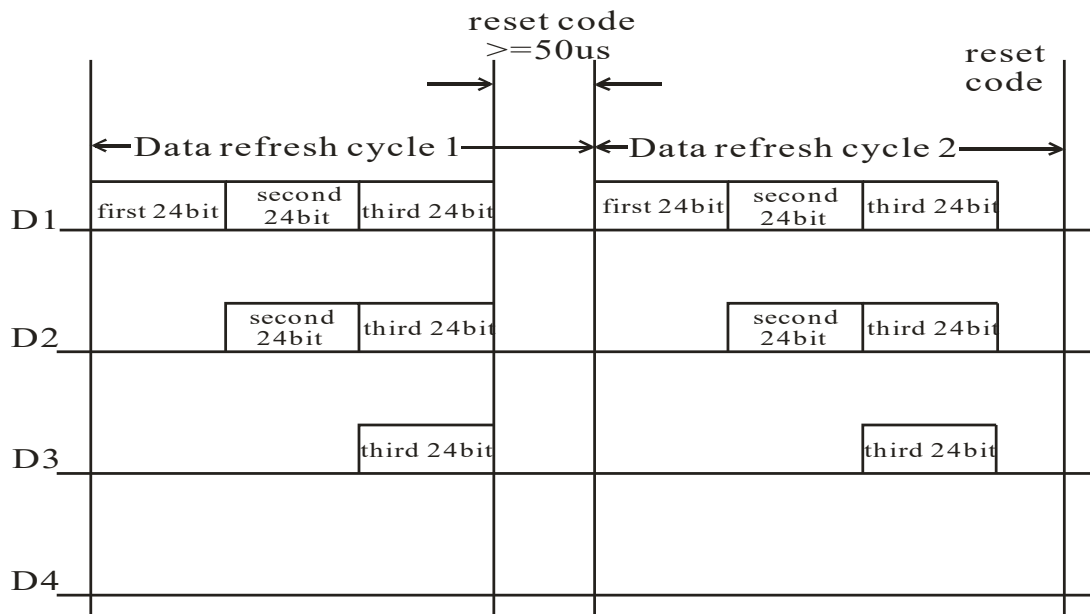 reset code
>=50us
reset
code
Data refresh cycle 1
Data refresh cycle 2
D1
first 24bit
second
24bit
third 24bit
first 24bit
second
24bit
third 24bit
D2
second
24bit
third 24bit
second
24bit
third 24bit
D3
third 24bit
third 24bit
D4